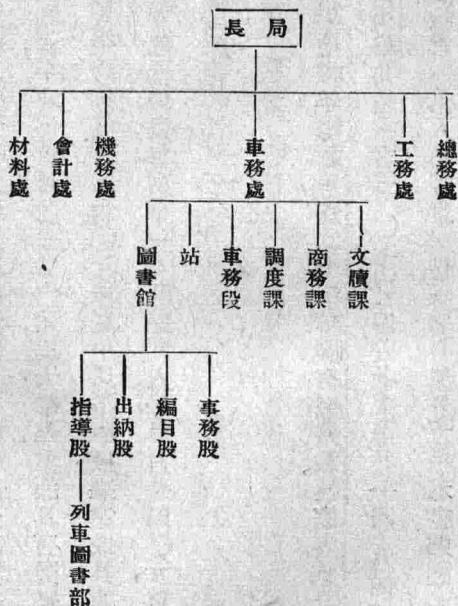 局長
總務處
工務處
車務處
機務處
會計處
材料處
文牘課
商務課
調度課
車務段
站
圖書館
事務股
編目股
出納股
指導股
列車圖書部